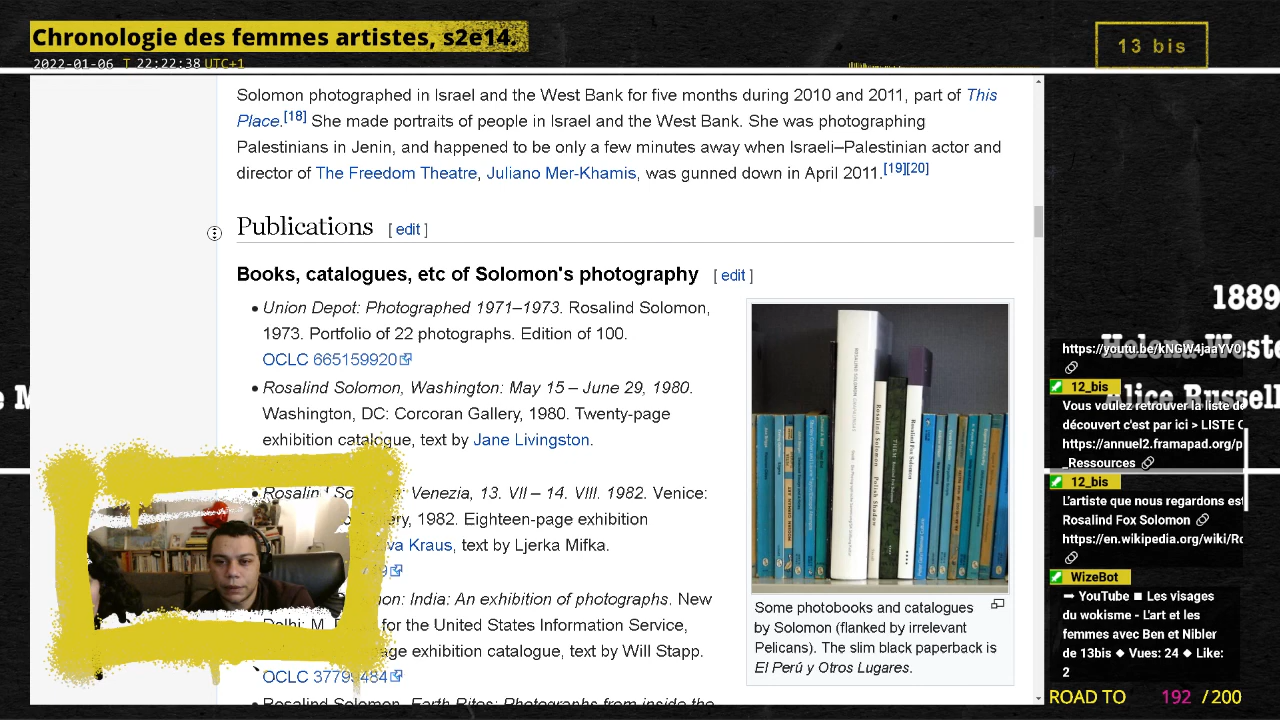 Chronologie des femmes artistes, s2e14.
2022-01-06 T 22:22:38 UTC+1
13 bis
Solomon photographed in Israel and the West Bank for five months during 2010 and 2011, part of This
Place.[18] She made portraits of people in Israel and the West Bank. She was photographing
Palestinians in Jenin, and happened to be only a few minutes away when Israeli–Palestinian actor and
director of The Freedom Theatre, Juliano Mer-Khamis, was gunned down in April 2011.[19][20]
Publications [ edit ]
Books, catalogues, etc of Solomon's photography [ edit ]
• Union Depot: Photographed 1971–1973. Rosalind Solomon,
1973. Portfolio of 22 photographs. Edition of 100.
OCLC 665159920
• Rosalind Solomon, Washington: May 15 – June 29, 1980.
Washington, DC: Corcoran Gallery, 1980. Twenty-page
exhibition catalogue, text by Jane Livingston.
Venezia, 13. VII – 14. VIII. 1982. Venice:
1982. Eighteen-page exhibition
Kraus, text by Ljerka Mifka.
India: An exhibition of photographs. New
for the United States Information Service,
exhibition catalogue, text by Will Stapp.
OCLC 37799484
Rosalind Solomon, Earth Rites: Photographs from inside the
Some photobooks and catalogues
by Solomon (flanked by irrelevant
Pelicans). The slim black paperback is
El Perú y Otros Lugares.
1889
Alice Russell
12_bis
Vous voulez retrouver la liste de
découvert c'est par ici > LISTE
https://annuel2.framapad.org/p
_Ressources
12_bis
L'artiste que nous regardons est
Rosalind Fox Solomon
https://en.wikipedia.org/wiki/Ro
WizeBot
➡ YouTube ■ Les visages
du wokisme - L'art et les
femmes avec Ben et Nibler
de 13bis ◆ Vues: 24 ◆ Like:
2
ROAD TO 192 / 200